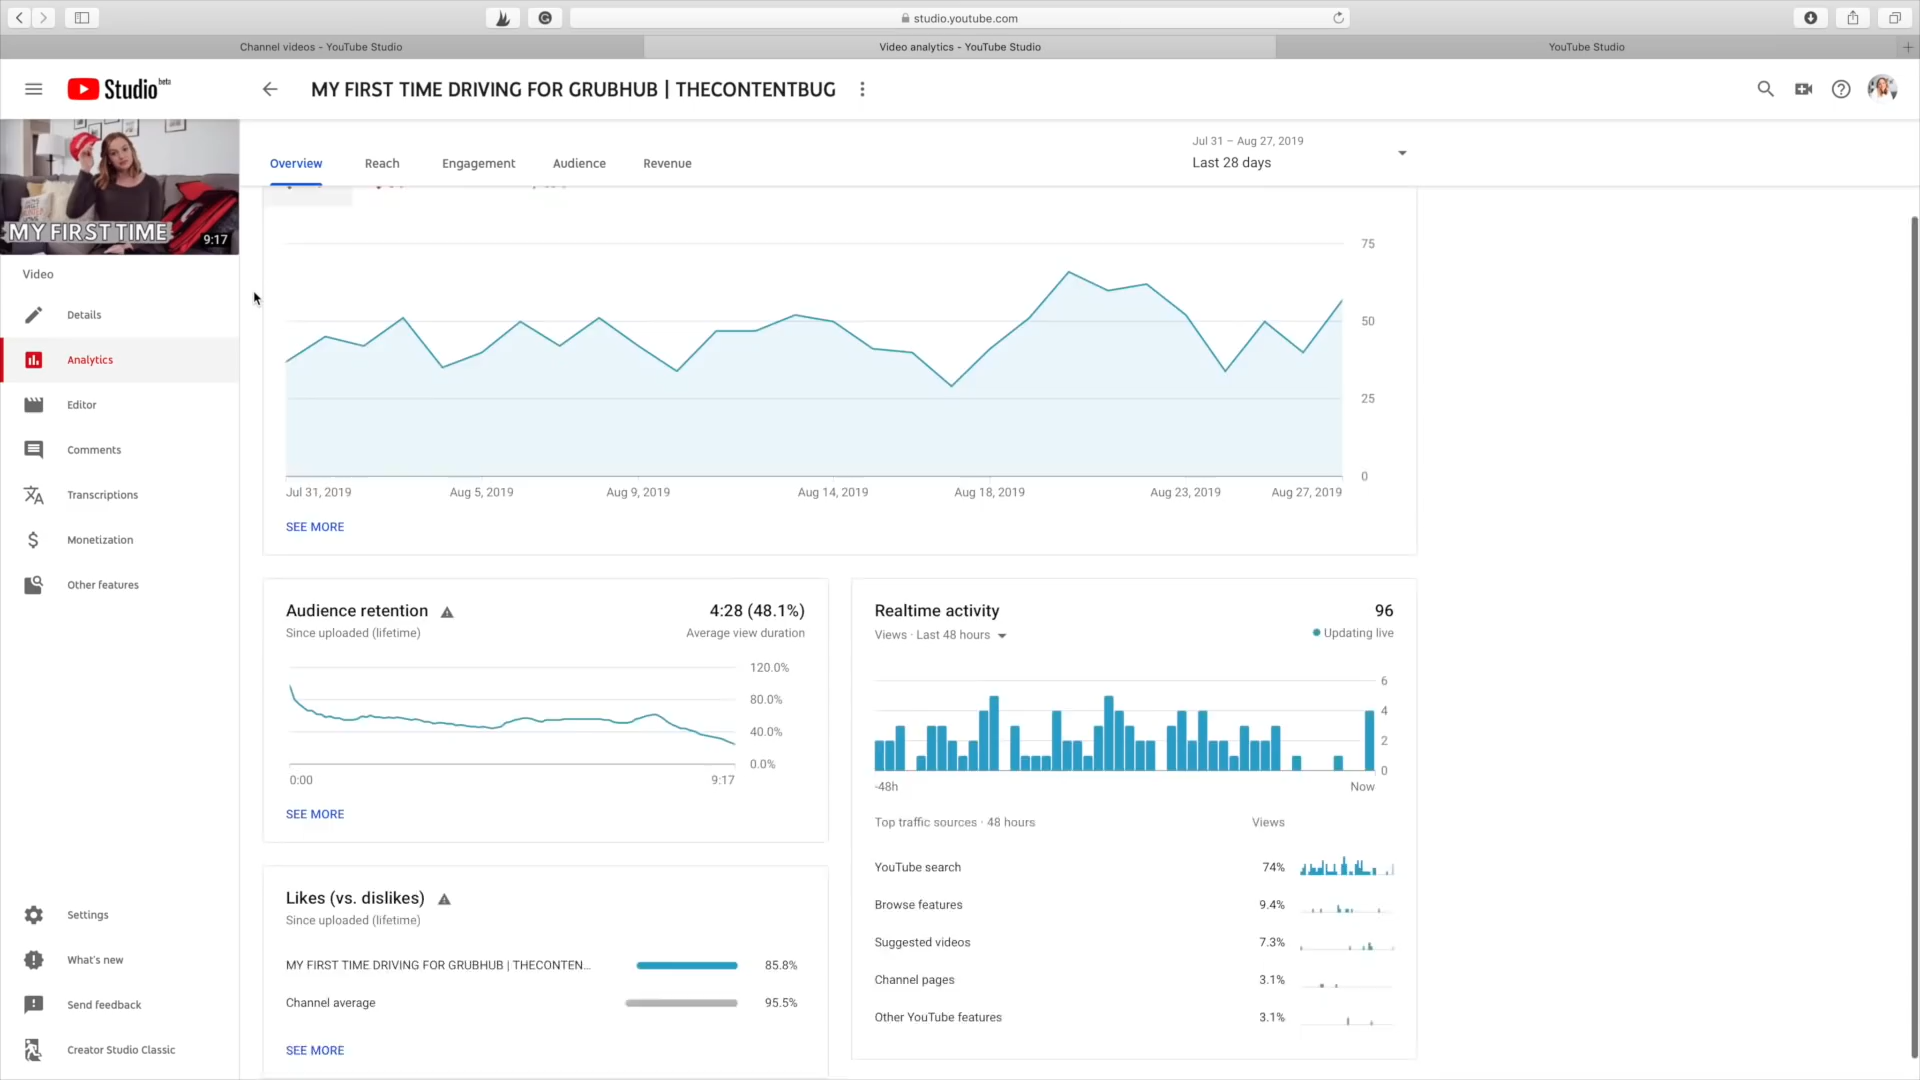 studio.youtube.com
Channel videos - YouTube Studio
Video analytics - YouTube Studio
YouTube Studio
Studio beta
MY FIRST TIME DRIVING FOR GRUBHUB | THECONTENTBUG
MY FIRST TIME
9:17
Video
Details
Analytics
Editor
Comments
Transcriptions
Monetization
Other features
Settings
What's new
Send feedback
Creator Studio Classic
Overview
Reach
Engagement
Audience
Revenue
Jul 31 – Aug 27, 2019
Last 28 days
75
50
25
0
Jul 31, 2019
Aug 5, 2019
Aug 9, 2019
Aug 14, 2019
Aug 18, 2019
Aug 23, 2019
Aug 27, 2019
SEE MORE
Audience retention
4:28 (48.1%)
Since uploaded (lifetime)
Average view duration
120.0%
80.0%
40.0%
0.0%
0:00
9:17
SEE MORE
Likes (vs. dislikes)
Since uploaded (lifetime)
MY FIRST TIME DRIVING FOR GRUBHUB | THECONTEN...
85.8%
Channel average
95.5%
SEE MORE
Realtime activity
96
Views · Last 48 hours
Updating live
6
4
2
0
-48h
Now
Top traffic sources · 48 hours
Views
YouTube search
74%
Browse features
9.4%
Suggested videos
7.3%
Channel pages
3.1%
Other YouTube features
3.1%